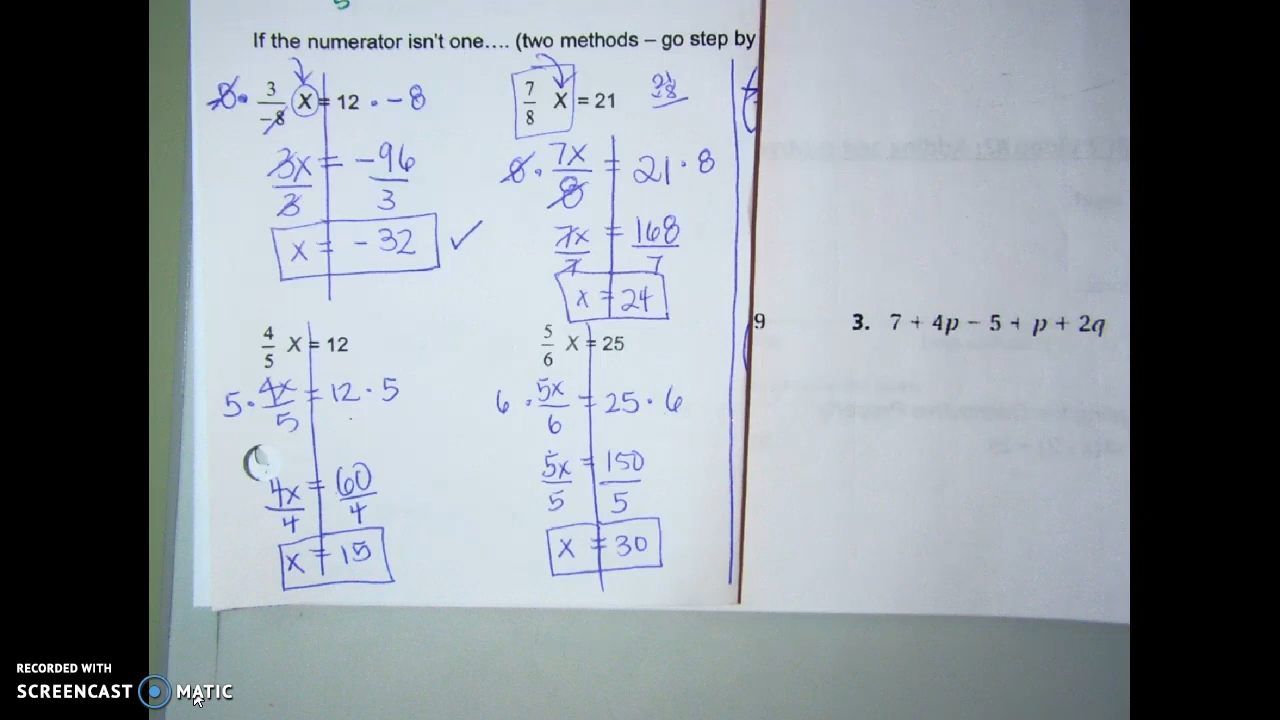 If the numerator isn't one.... (two methods – go step by
8 · 3/-8 X = 12 · -8
3x/3 = -96/3
x = -32 ✓
7/8 X = 21
8 · 7x/8 = 21 · 8
7x/7 = 168/7
x = 24
4/5 X = 12
5 · 4x/5 = 12 · 5
4x/4 = 60/4
x = 15
5/6 X = 25
6 · 5x/6 = 25 · 6
5x/5 = 150/5
x = 30
9
3. 7 + 4p - 5 + p + 2q
RECORDED WITH
SCREENCAST MATIC